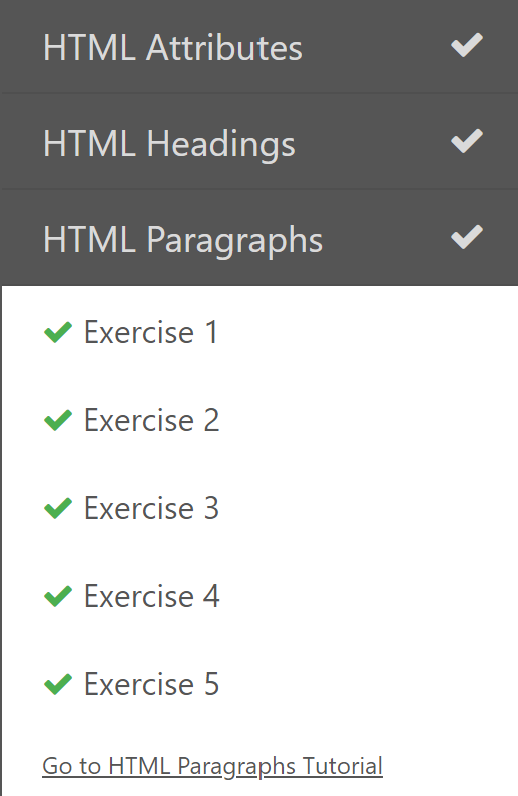 HTML Attributes
HTML Headings
HTML Paragraphs
Exercise 1
Exercise 2
Exercise 3
Exercise 4
Exercise 5
Go to HTML Paragraphs Tutorial